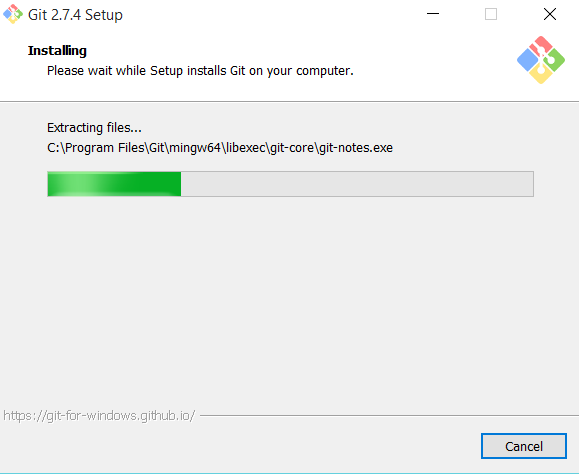 Git 2.7.4 Setup
Installing
Please wait while Setup installs Git on your computer.
Extracting files...
C:\Program Files\Git\mingw64\libexec\git-core\git-notes.exe
https://git-for-windows.github.io/
Cancel